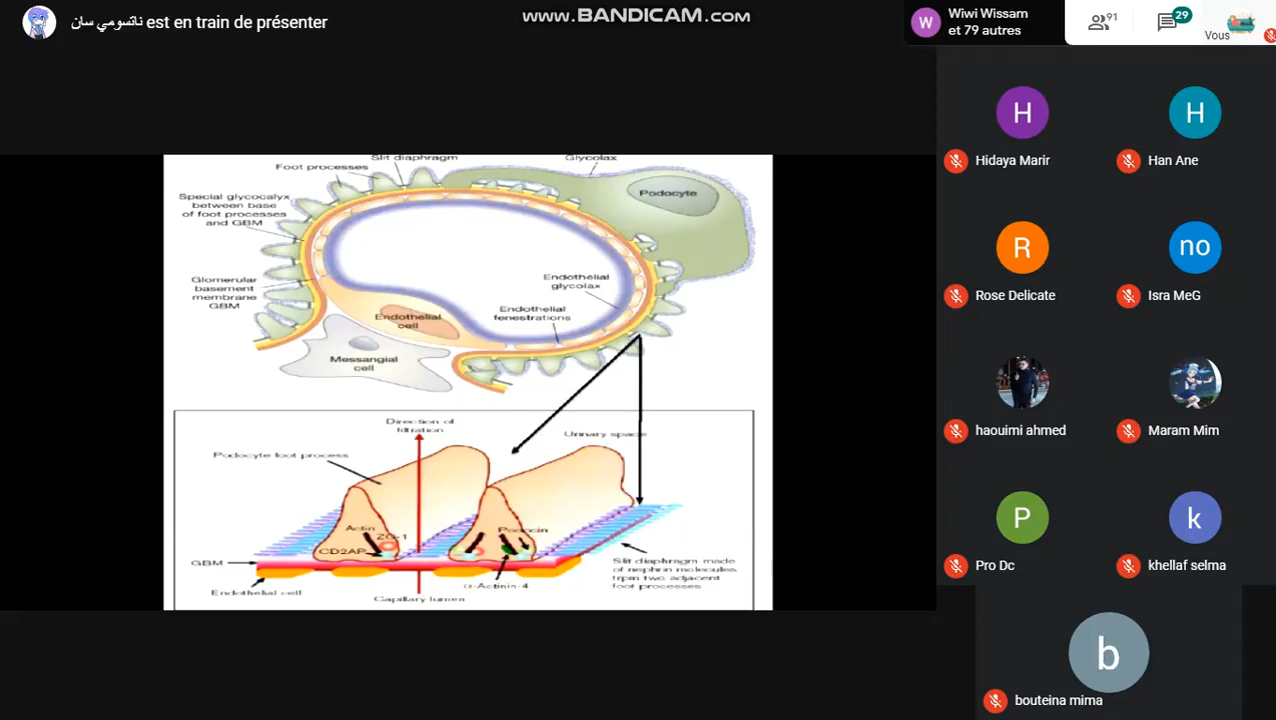 ناتسومي سان est en train de présenter
www.BANDICAM.com
Wiwi Wissam
et 79 autres
91
29
Vous
Slit diaphragm
Glycolax
Foot processes
Podocyte
Special glycocalyx
between base
of foot processes
and GBM
Glomerular
basement
membrane
GBM
Endothelial
glycolax
Endothelial
fenestrations
Endothelial
cell
Messangial
cell
Direction of
filtration
Urinary space
Podocyte foot process
Actin
ZO-1
CD2AP
Podocin
GBM
Endothelial cell
α-Actinin-4
Capillary lumen
Slit diaphragm made
of nephrin molecules
from two adjacent
foot processes
H
Hidaya Marir
H
Han Ane
R
Rose Delicate
no
Isra MeG
haouimi ahmed
Maram Mim
P
Pro Dc
k
khellaf selma
b
bouteina mima
W